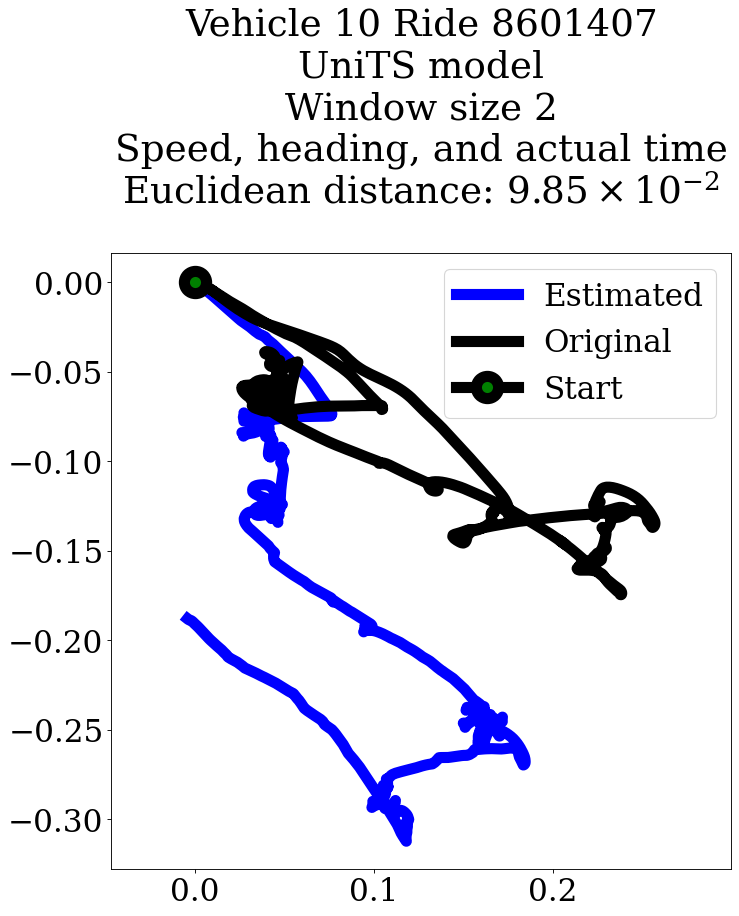 Vehicle 10 Ride 8601407
UniTS model
Window size 2
Speed, heading, and actual time
Euclidean distance: 9.85 × 10⁻²
Estimated
Original
Start
0.00
−0.05
−0.10
−0.15
−0.20
−0.25
−0.30
0.0 0.1 0.2